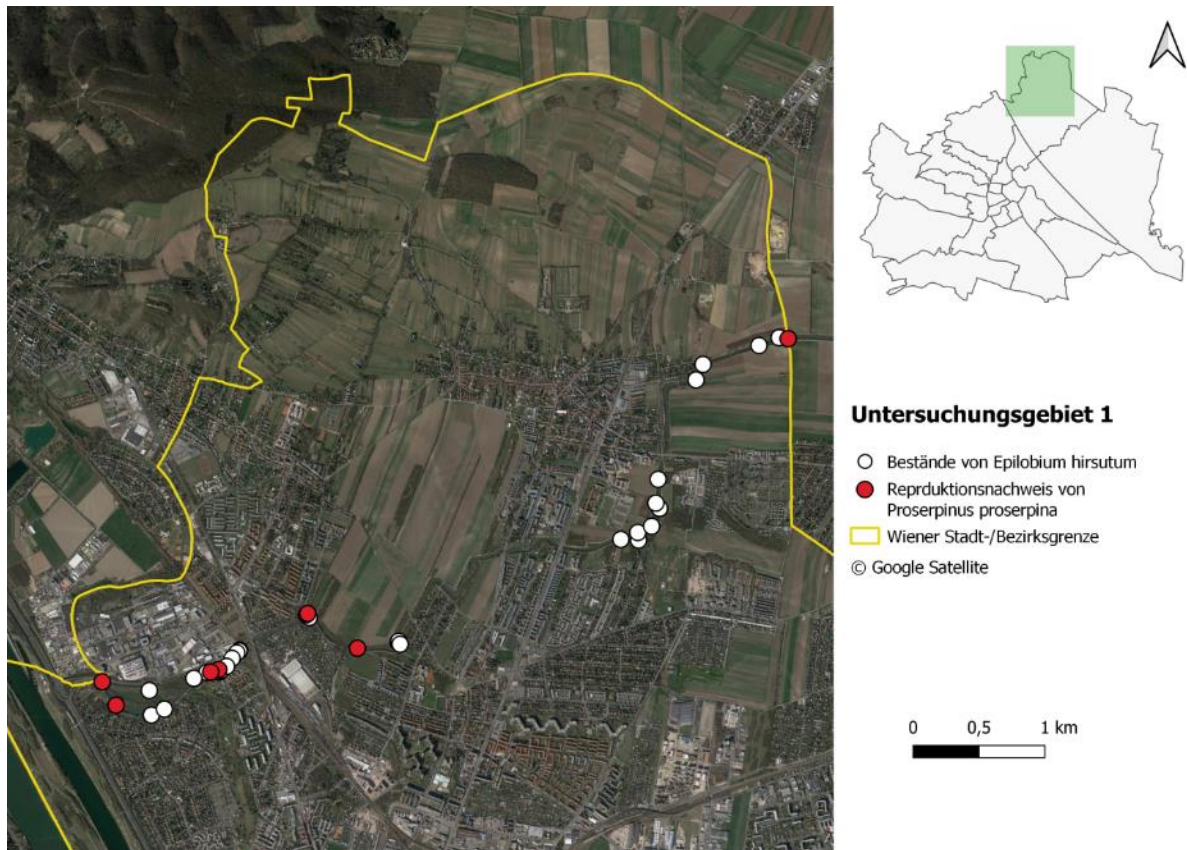 Untersuchungsgebiet 1
Bestände von Epilobium hirsutum
Reprduktionsnachweis von
Proserpinus proserpina
Wiener Stadt-/Bezirksgrenze
© Google Satellite
0 0,5 1 km